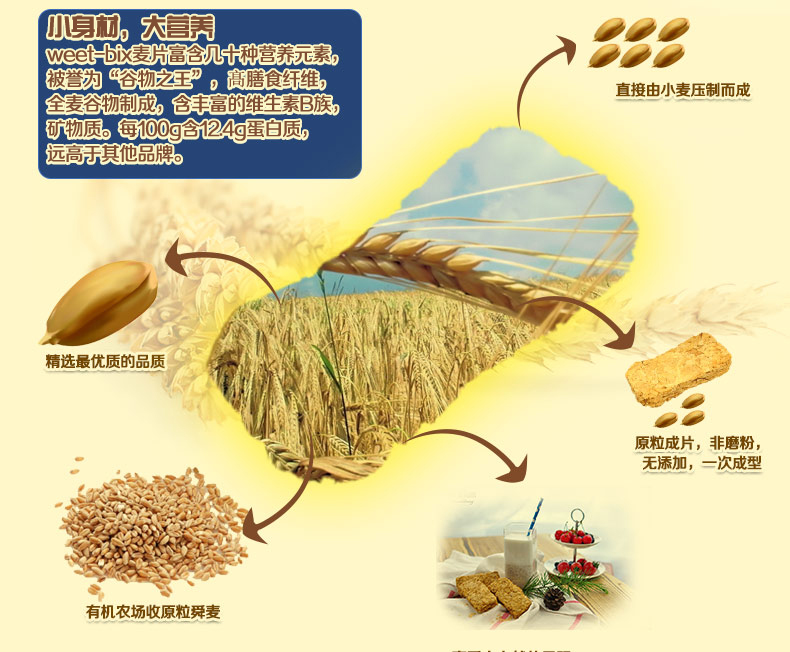 小身材，大营养
weet-bix麦片富含几十种营养元素，
被誉为“谷物之王”，高膳食纤维，
全麦谷物制成，含丰富的维生素B族，
矿物质。每100g含12.4g蛋白质，
远高于其他品牌。
直接由小麦压制而成
精选最优质的品质
原粒成片，非磨粉，
无添加，一次成型
有机农场收原粒舜麦